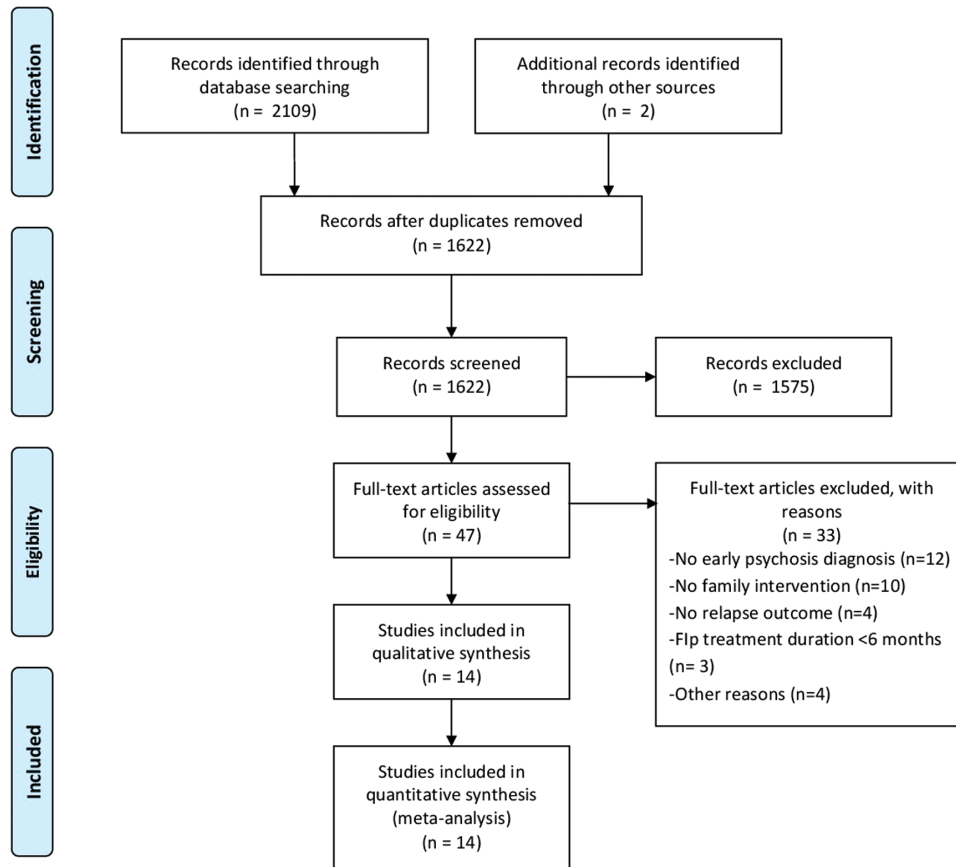 Identification
Records identified through
database searching
(n = 2109)
Additional records identified
through other sources
(n = 2)
Records after duplicates removed
(n = 1622)
Screening
Records screened
(n = 1622)
Records excluded
(n = 1575)
Eligibility
Full-text articles assessed
for eligibility
(n = 47)
Full-text articles excluded, with
reasons
(n = 33)
-No early psychosis diagnosis (n=12)
-No family intervention (n=10)
-No relapse outcome (n=4)
-FIp treatment duration <6 months
(n= 3)
-Other reasons (n=4)
Studies included in
qualitative synthesis
(n = 14)
Included
Studies included in
quantitative synthesis
(meta-analysis)
(n = 14)